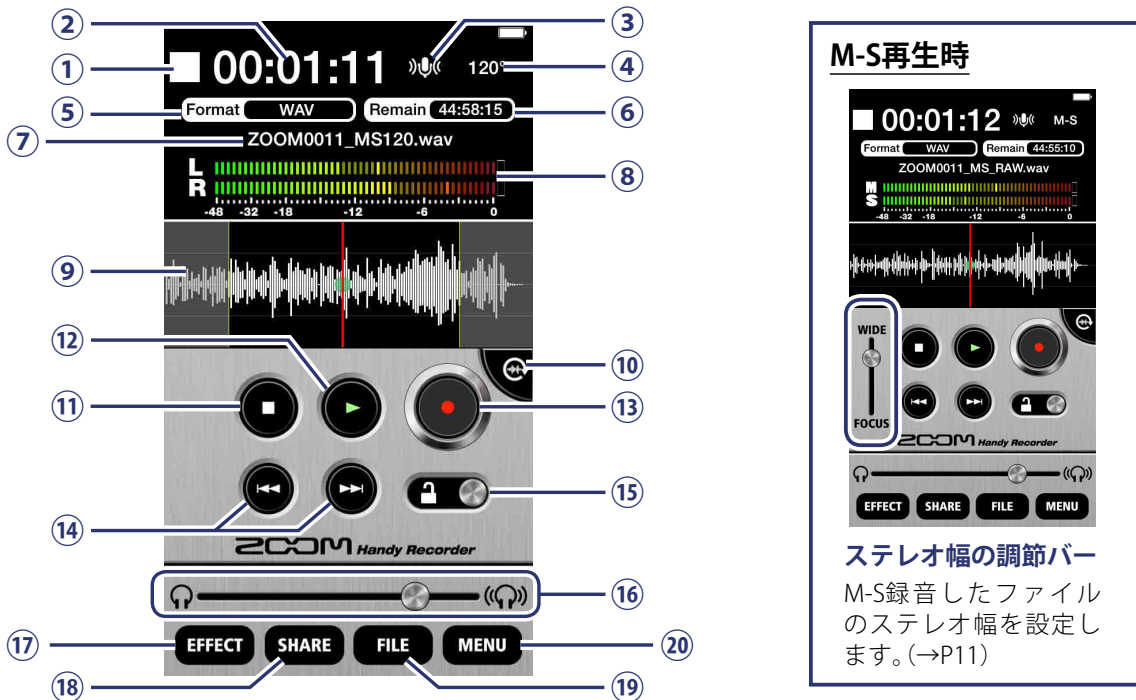 ② ③
① 00:01:11 120° ④
⑤ Format WAV Remain 44:58:15 ⑥
⑦ ZOOM0011_MS120.wav
L
R
⑧
-48 -32 -18 -12 -6 0
⑨
⑫ ⑩
⑪ ⑬
⑭ ⑮
ZOOM Handy Recorder
⑯
⑰ EFFECT SHARE FILE MENU ⑳
⑱ ⑲
M-S再生時
00:01:12 M-S
Format WAV Remain 44:55:10
ZOOM0011_MS_RAW.wav
M
S
-48 -32 -18 -12 -6 0
WIDE
FOCUS
ZOOM Handy Recorder
EFFECT SHARE FILE MENU
ステレオ幅の調節バー
M-S録音したファイル
のステレオ幅を設定し
ます。(→P11)